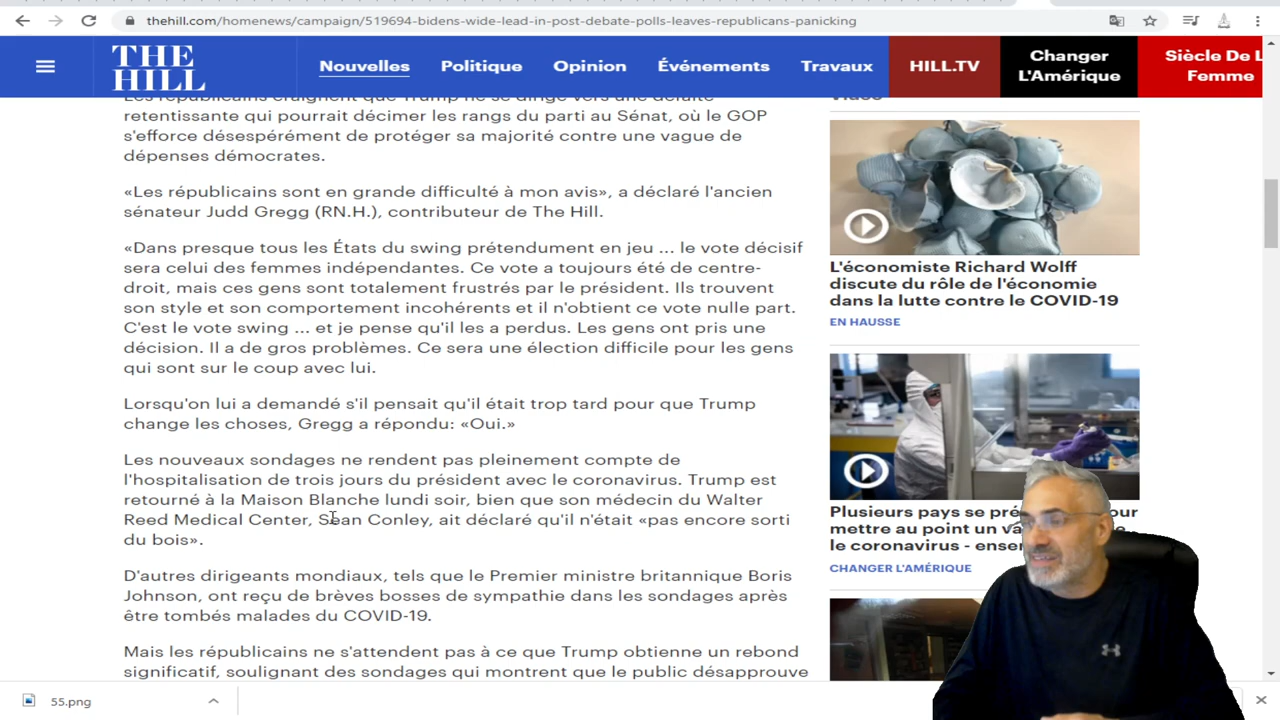 thehill.com/homenews/campaign/519694-bidens-wide-lead-in-post-debate-polls-leaves-republicans-panicking
THE
HILL
Nouvelles
Politique
Opinion
Événements
Travaux
HILL.TV
Changer
L'Amérique
Siècle De L
Femme
Les républicains craignent que Trump ne se dirige vers une défaite
retentissante qui pourrait décimer les rangs du parti au Sénat, où le GOP
s'efforce désespérément de protéger sa majorité contre une vague de
dépenses démocrates.
«Les républicains sont en grande difficulté à mon avis», a déclaré l'ancien
sénateur Judd Gregg (RN.H.), contributeur de The Hill.
«Dans presque tous les États du swing prétendument en jeu ... le vote décisif
sera celui des femmes indépendantes. Ce vote a toujours été de centre-
droit, mais ces gens sont totalement frustrés par le président. Ils trouvent
son style et son comportement incohérents et il n'obtient ce vote nulle part.
C'est le vote swing ... et je pense qu'il les a perdus. Les gens ont pris une
décision. Il a de gros problèmes. Ce sera une élection difficile pour les gens
qui sont sur le coup avec lui.
Lorsqu'on lui a demandé s'il pensait qu'il était trop tard pour que Trump
change les choses, Gregg a répondu: «Oui.»
Les nouveaux sondages ne rendent pas pleinement compte de
l'hospitalisation de trois jours du président avec le coronavirus. Trump est
retourné à la Maison Blanche lundi soir, bien que son médecin du Walter
Reed Medical Center, Sean Conley, ait déclaré qu'il n'était «pas encore sorti
du bois».
D'autres dirigeants mondiaux, tels que le Premier ministre britannique Boris
Johnson, ont reçu de brèves bosses de sympathie dans les sondages après
être tombés malades du COVID-19.
Mais les républicains ne s'attendent pas à ce que Trump obtienne un rebond
significatif, soulignant des sondages qui montrent que le public désapprouve
Vidéo
L'économiste Richard Wolff
discute du rôle de l'économie
dans la lutte contre le COVID-19
EN HAUSSE
Plusieurs pays se our
mettre au point un
le coronavirus -
CHANGER L'AMÉRIQUE
55.png